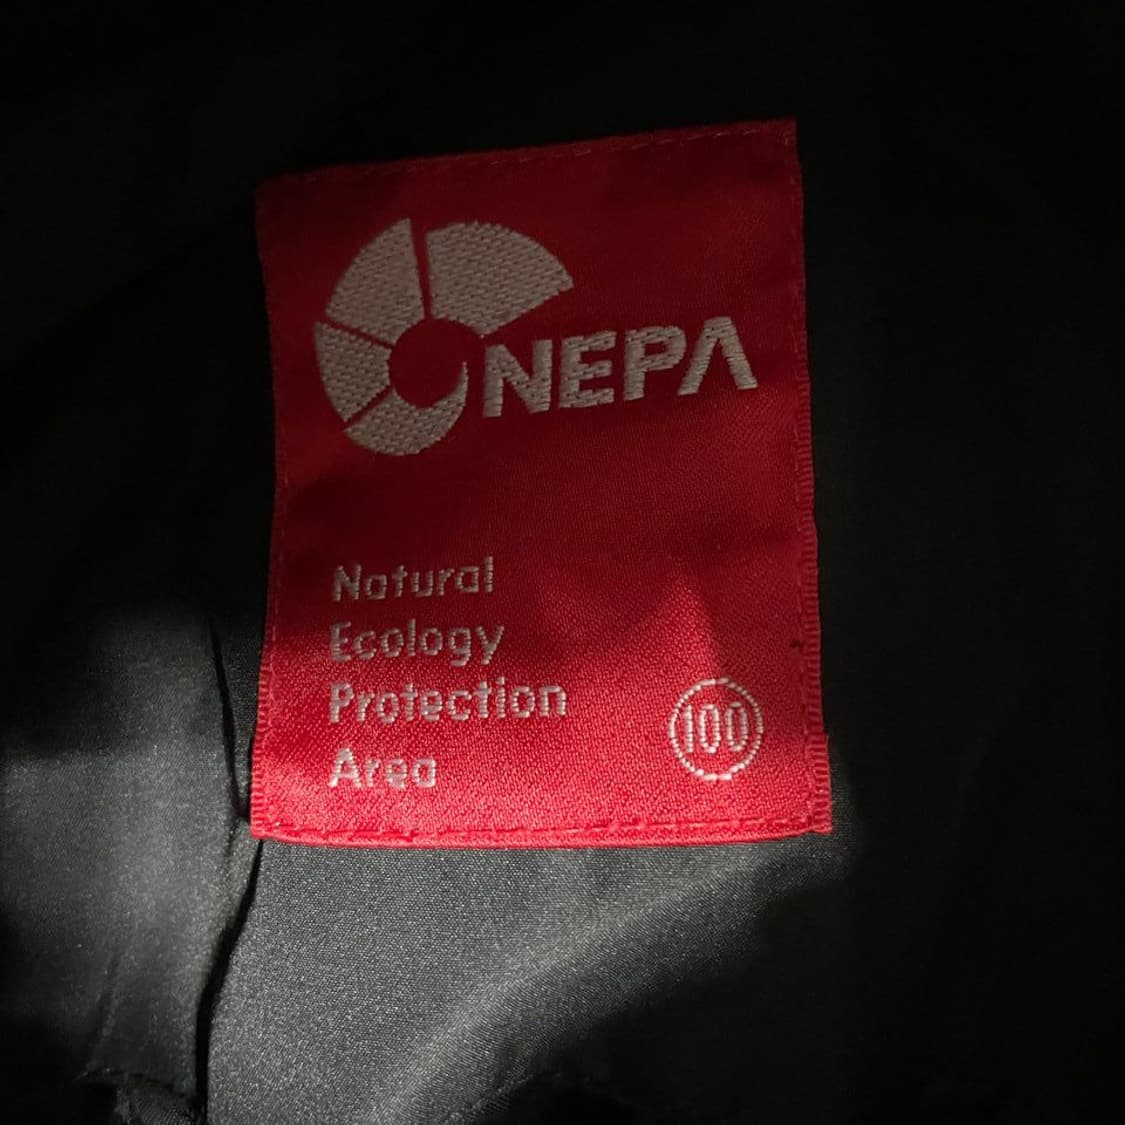 NEPA
Natural
Ecology
Protection
Area
100